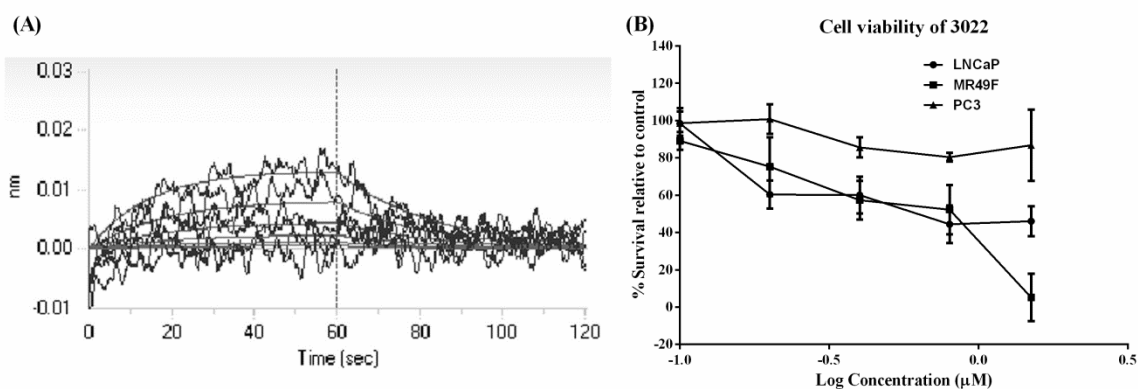 (A)
0.03
0.02
0.01
0.00
-0.01
nm
0 20 40 60 80 100 120
Time (sec)
(B)
Cell viability of 3022
LNCaP
MR49F
PC3
140
120
100
80
60
40
20
0
-20
% Survival relative to control
-1.0 -0.5 0.0 0.5
Log Concentration (μM)